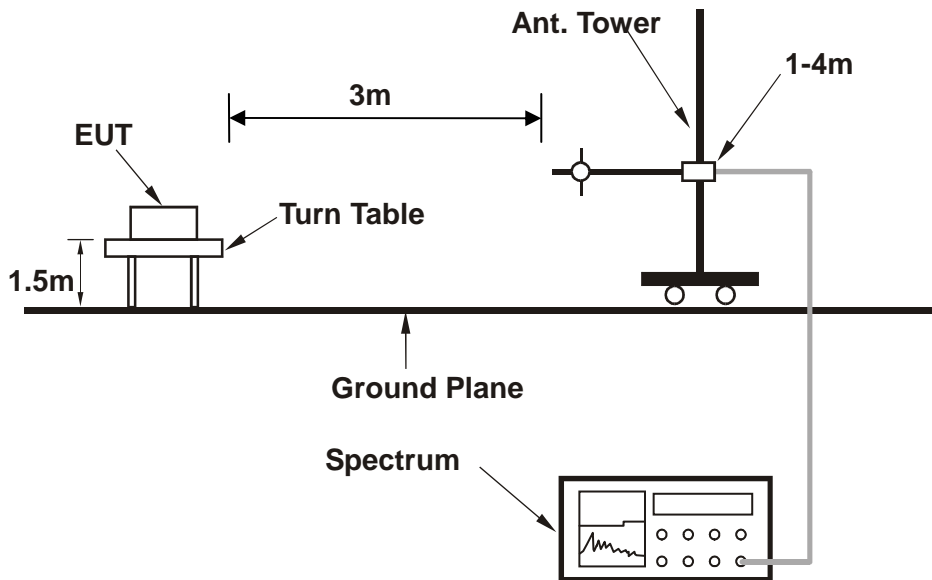 Ant. Tower
1-4m
3m
EUT
Turn Table
1.5m
Ground Plane
Spectrum